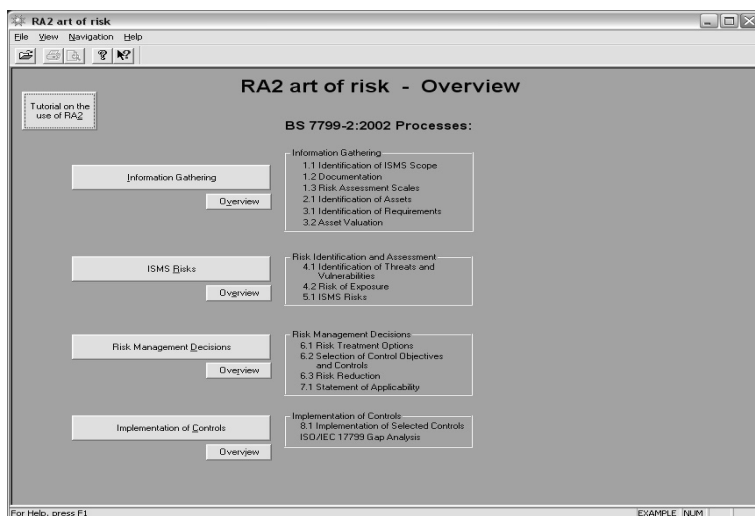 RA2 art of risk
File View Navigation Help
RA2 art of risk - Overview
Tutorial on the
use of RA2
BS 7799-2:2002 Processes:
Information Gathering
Overview
Information Gathering
1.1 Identification of ISMS Scope
1.2 Documentation
1.3 Risk Assessment Scales
2.1 Identification of Assets
3.1 Identification of Requirements
3.2 Asset Valuation
ISMS Risks
Overview
Risk Identification and Assessment
4.1 Identification of Threats and
Vulnerabilities
4.2 Risk of Exposure
5.1 ISMS Risks
Risk Management Decisions
Overview
Risk Management Decisions
6.1 Risk Treatment Options
6.2 Selection of Control Objectives
and Controls
6.3 Risk Reduction
7.1 Statement of Applicability
Implementation of Controls
Overview
Implementation of Controls
8.1 Implementation of Selected Controls
ISO/IEC 17799 Gap Analysis
For Help, press F1
EXAMPLE NUM